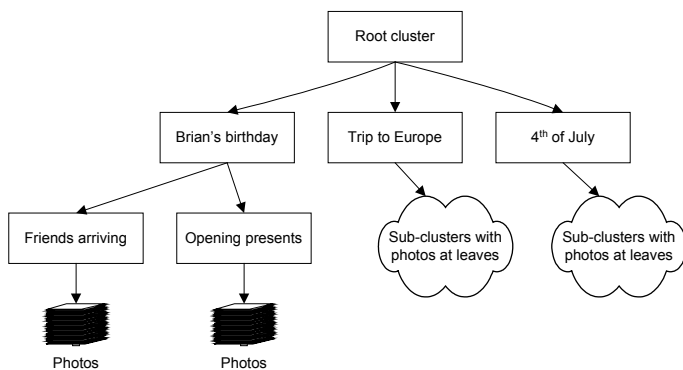 Root cluster
Brian’s birthday
Trip to Europe
4th of July
Friends arriving
Opening presents
Sub-clusters with
photos at leaves
Sub-clusters with
photos at leaves
Photos
Photos